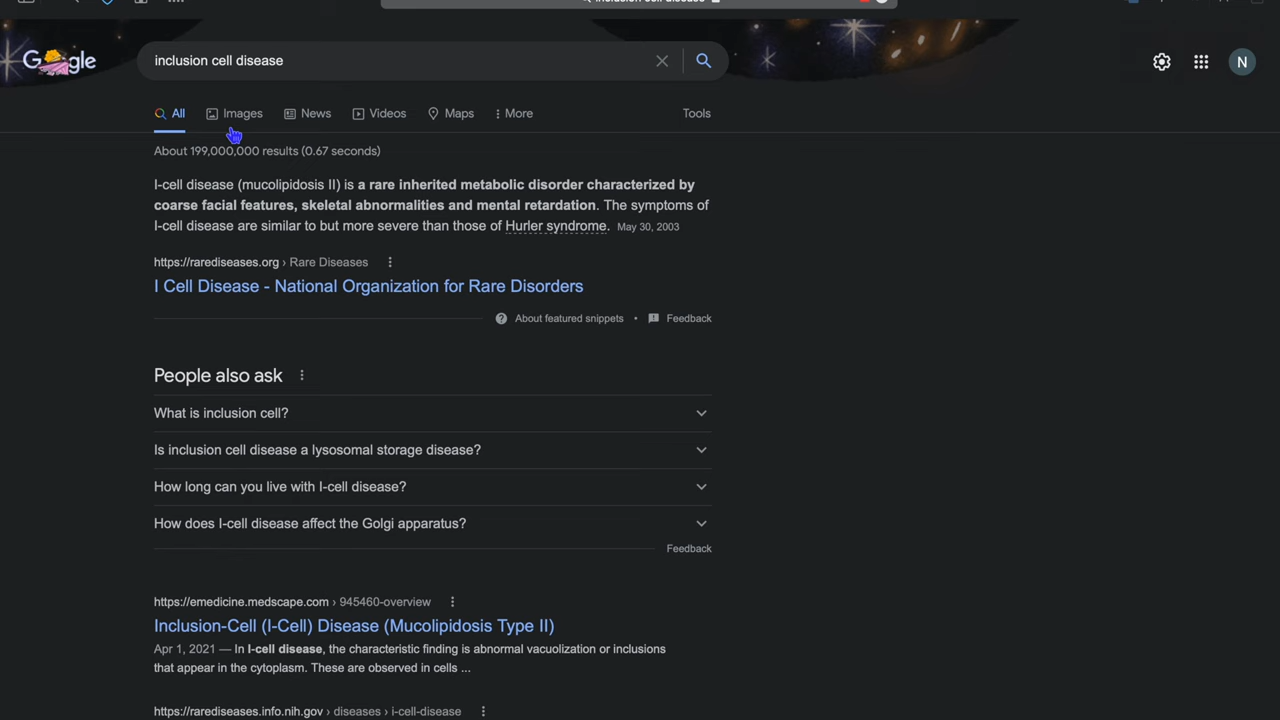 inclusion cell disease
Google
inclusion cell disease
N
All Images News Videos Maps More Tools
About 199,000,000 results (0.67 seconds)
I-cell disease (mucolipidosis II) is a rare inherited metabolic disorder characterized by
coarse facial features, skeletal abnormalities and mental retardation. The symptoms of
I-cell disease are similar to but more severe than those of Hurler syndrome. May 30, 2003
https://rarediseases.org › Rare Diseases
I Cell Disease - National Organization for Rare Disorders
About featured snippets • Feedback
People also ask
What is inclusion cell?
Is inclusion cell disease a lysosomal storage disease?
How long can you live with I-cell disease?
How does I-cell disease affect the Golgi apparatus?
Feedback
https://emedicine.medscape.com › 945460-overview
Inclusion-Cell (I-Cell) Disease (Mucolipidosis Type II)
Apr 1, 2021 — In I-cell disease, the characteristic finding is abnormal vacuolization or inclusions
that appear in the cytoplasm. These are observed in cells ...
https://rarediseases.info.nih.gov › diseases › i-cell-disease